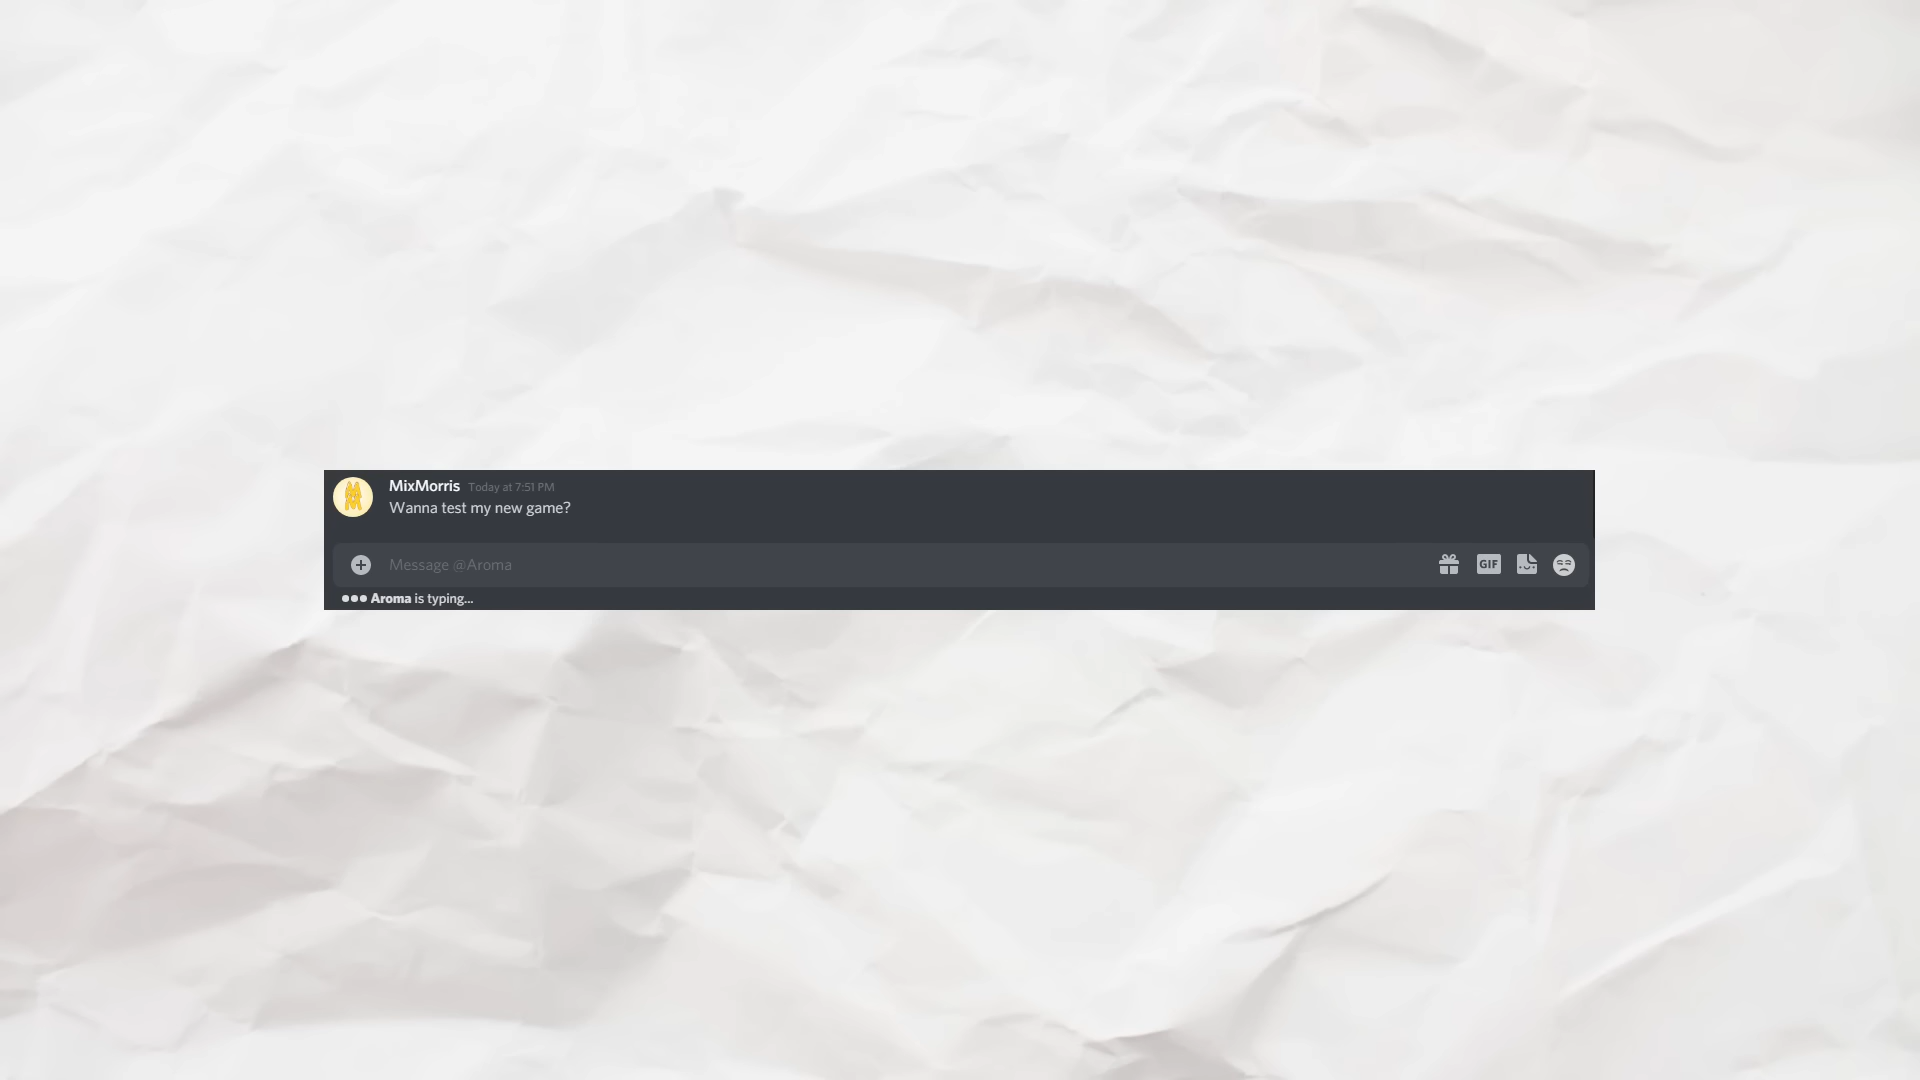 MixMorris Today at 7:51 PM
Wanna test my new game?
Message @Aroma
GIF
Aroma is typing...